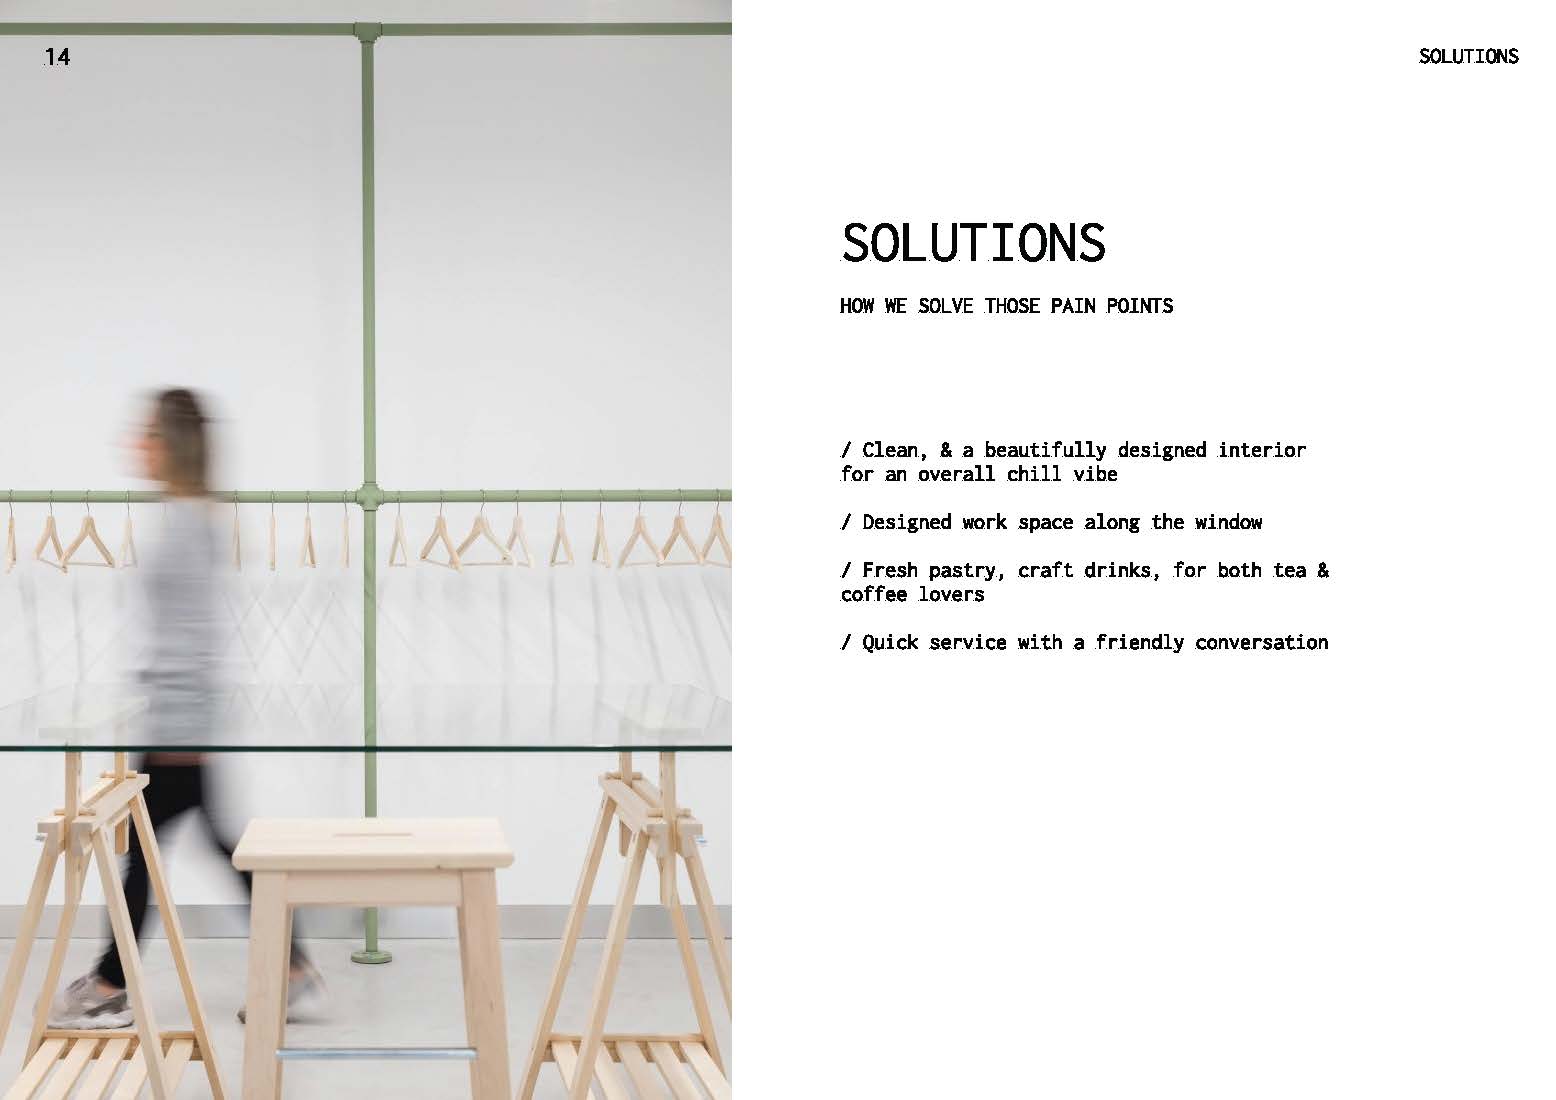 14
SOLUTIONS
SOLUTIONS
HOW WE SOLVE THOSE PAIN POINTS
/ Clean, & a beautifully designed interior
for an overall chill vibe
/ Designed work space along the window
/ Fresh pastry, craft drinks, for both tea &
coffee lovers
/ Quick service with a friendly conversation